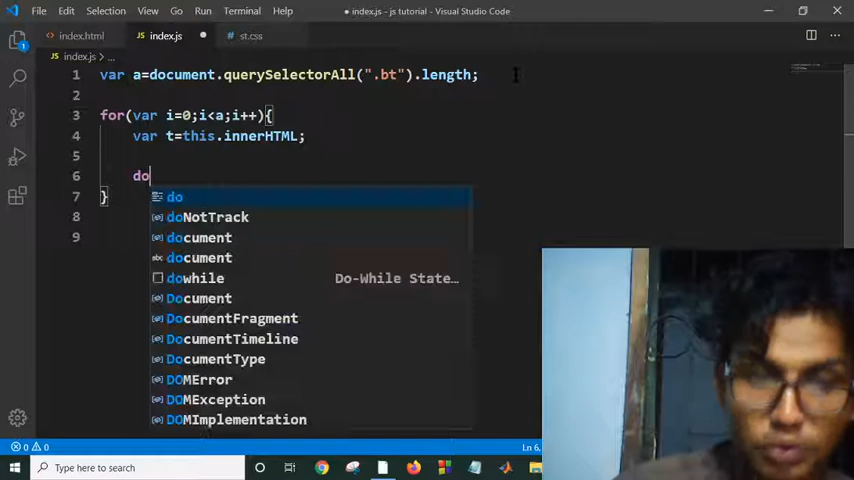 File Edit Selection View Go Run Terminal Help
● index.js - js tutorial - Visual Studio Code
index.html
index.js
st.css
index.js > ...
1 var a=document.querySelectorAll(".bt").length;
2
3 for(var i=0;i<a;i++){
4 var t=this.innerHTML;
5
6 do
7 }
8
9
do
doNotTrack
document
document
dowhile Do-While State…
Document
DocumentFragment
DocumentTimeline
DocumentType
DOMError
DOMException
DOMImplementation
1
0 0
Ln 6,
Type here to search